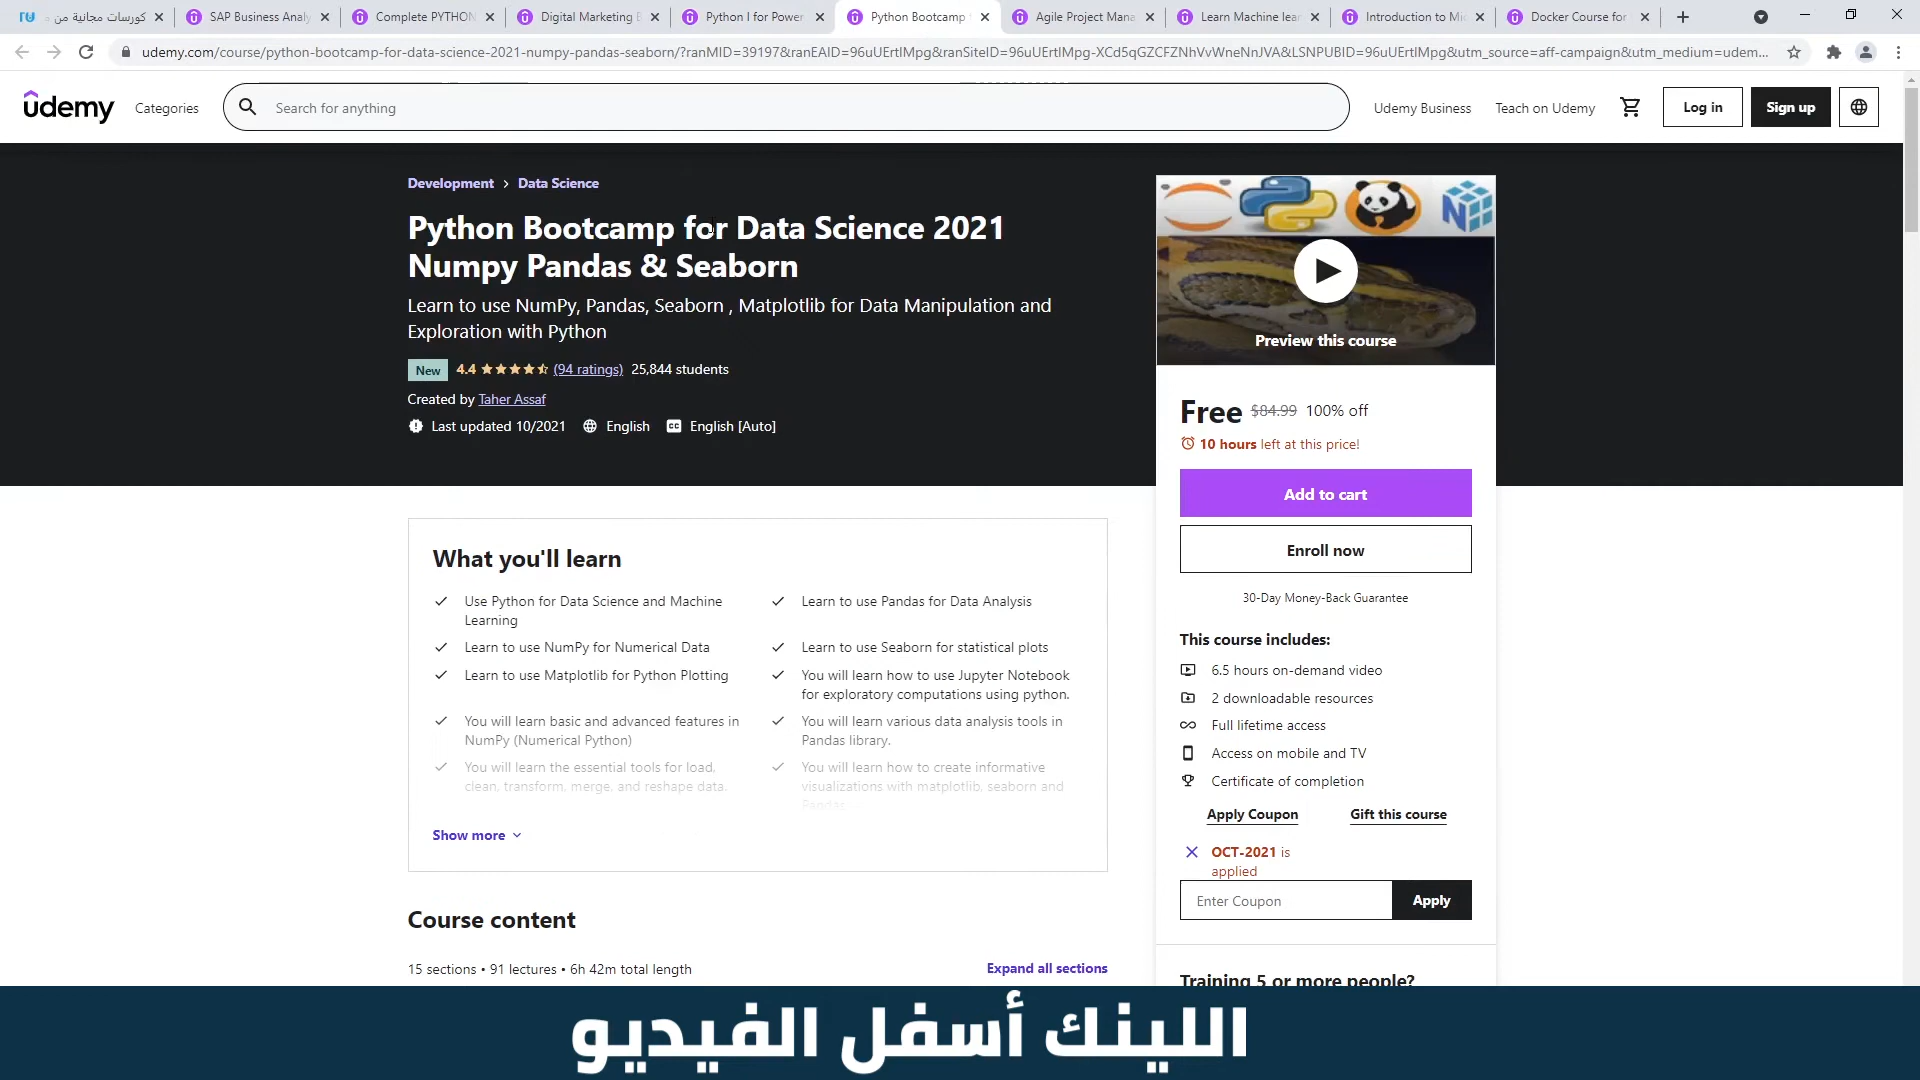 كورسات مجانية من
SAP Business Analy
Complete PYTHON
Digital Marketing
Python I for Power
Python Bootcamp
Agile Project Mana
Learn Machine lear
Introduction to Mi
Docker Course for
udemy.com/course/python-bootcamp-for-data-science-2021-numpy-pandas-seaborn/?ranMID=39197&ranEAID=96uUErtlMpg&ranSiteID=96uUErtlMpg-XCd5qGZCFZNhVvWneNnJVA&LSNPUBID=96uUErtlMpg&utm_source=aff-campaign&utm_medium=udem...
udemy
Categories
Search for anything
Udemy Business
Teach on Udemy
Log in
Sign up
Development > Data Science
Python Bootcamp for Data Science 2021
Numpy Pandas & Seaborn
Learn to use NumPy, Pandas, Seaborn , Matplotlib for Data Manipulation and
Exploration with Python
New 4.4 (94 ratings) 25,844 students
Created by Taher Assaf
Last updated 10/2021 English English [Auto]
Preview this course
Free $84.99 100% off
10 hours left at this price!
Add to cart
Enroll now
30-Day Money-Back Guarantee
This course includes:
6.5 hours on-demand video
2 downloadable resources
Full lifetime access
Access on mobile and TV
Certificate of completion
Apply Coupon
Gift this course
OCT-2021 is
applied
Enter Coupon
Apply
Training 5 or more people?
What you'll learn
Use Python for Data Science and Machine
Learning
Learn to use Pandas for Data Analysis
Learn to use NumPy for Numerical Data
Learn to use Seaborn for statistical plots
Learn to use Matplotlib for Python Plotting
You will learn how to use Jupyter Notebook
for exploratory computations using python.
You will learn basic and advanced features in
NumPy (Numerical Python)
You will learn various data analysis tools in
Pandas library.
You will learn the essential tools for load,
clean, transform, merge, and reshape data.
You will learn how to create informative
visualizations with matplotlib, seaborn and
Pandas
Show more
Course content
15 sections • 91 lectures • 6h 42m total length
Expand all sections
اللينك أسفل الفيديو